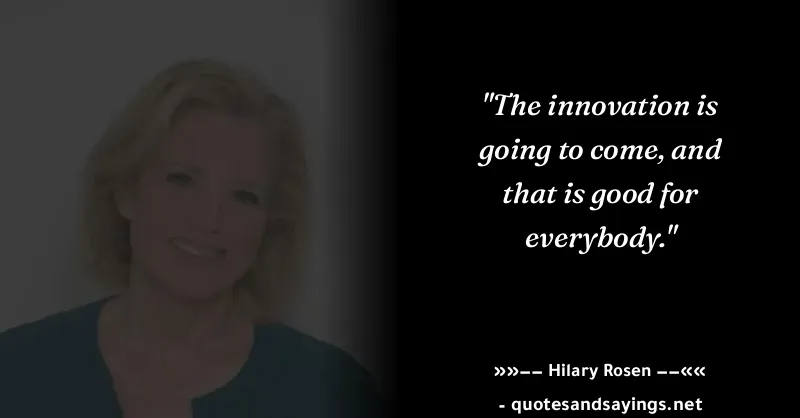 "The innovation is
going to come, and
that is good for
everybody."
»»−− Hilary Rosen −−««
- quotesandsayings.net